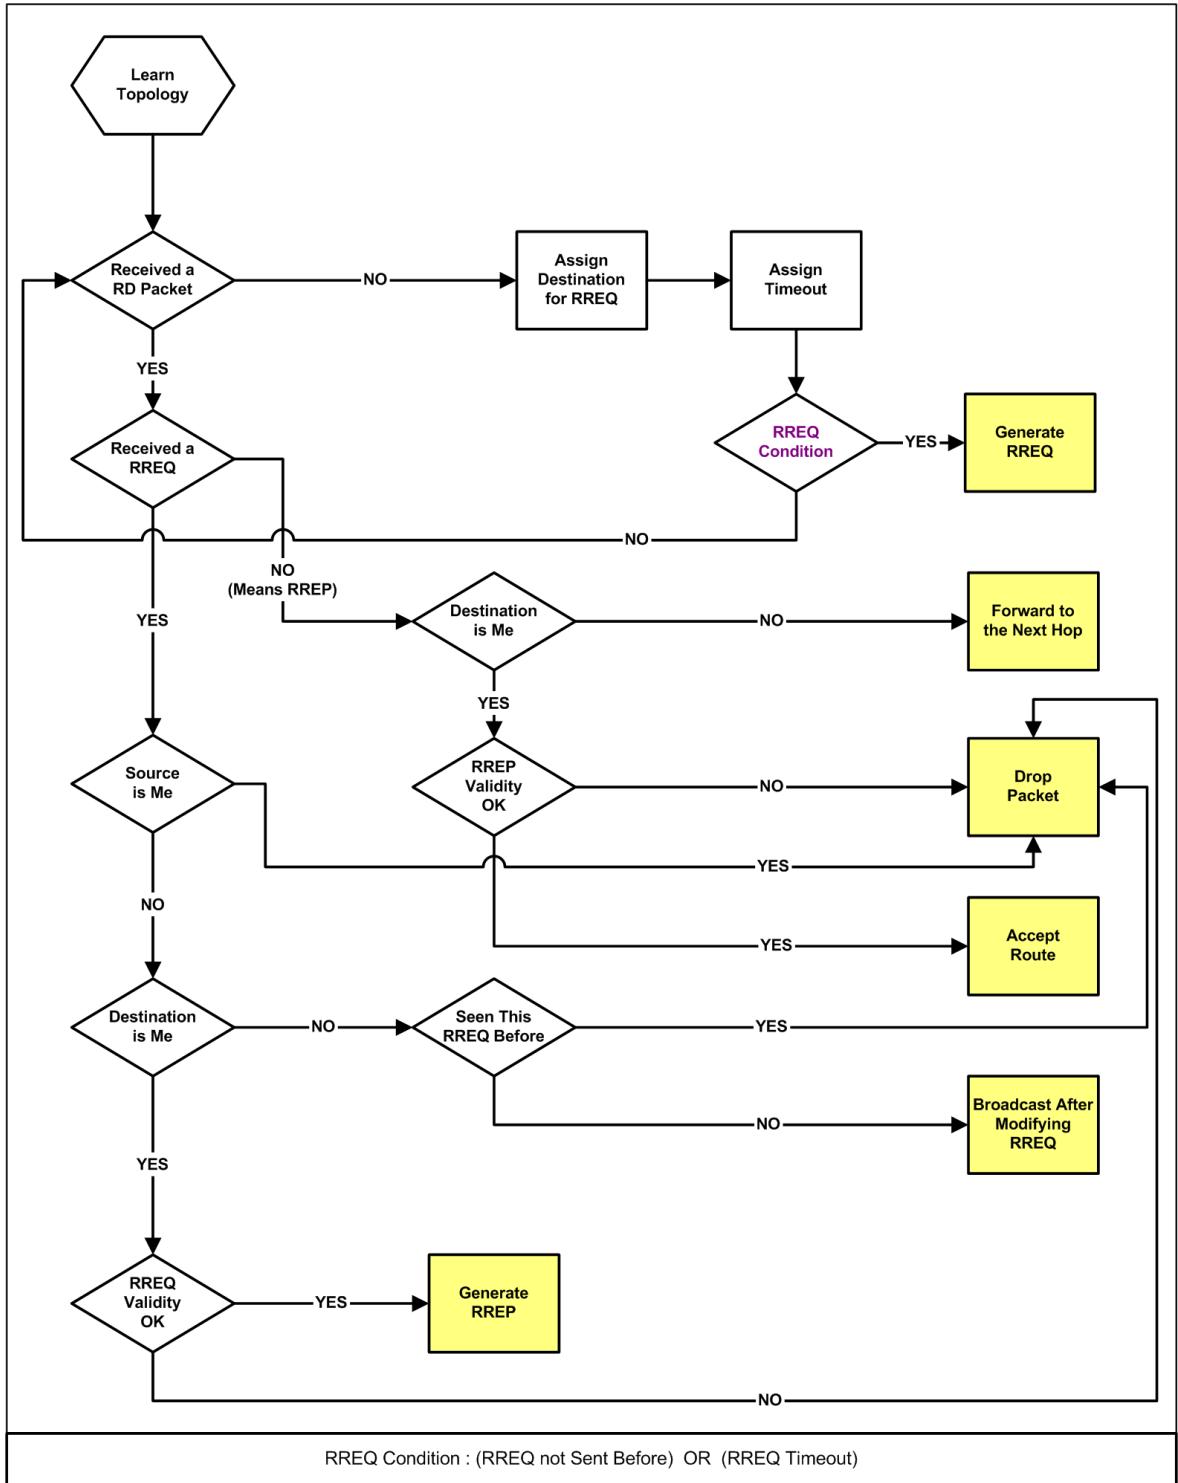 Learn
Topology
Received a
RD Packet
NO
Assign
Destination
for RREQ
Assign
Timeout
YES
Received a
RREQ
RREQ
Condition
YES
Generate
RREQ
NO
NO
(Means RREP)
YES
Destination
is Me
NO
Forward to
the Next Hop
YES
Source
is Me
RREP
Validity
OK
NO
Drop
Packet
YES
NO
YES
Accept
Route
Destination
is Me
NO
Seen This
RREQ Before
YES
Broadcast After
Modifying
RREQ
NO
YES
RREQ
Validity
OK
YES
Generate
RREP
NO
RREQ Condition : (RREQ not Sent Before) OR (RREQ Timeout)